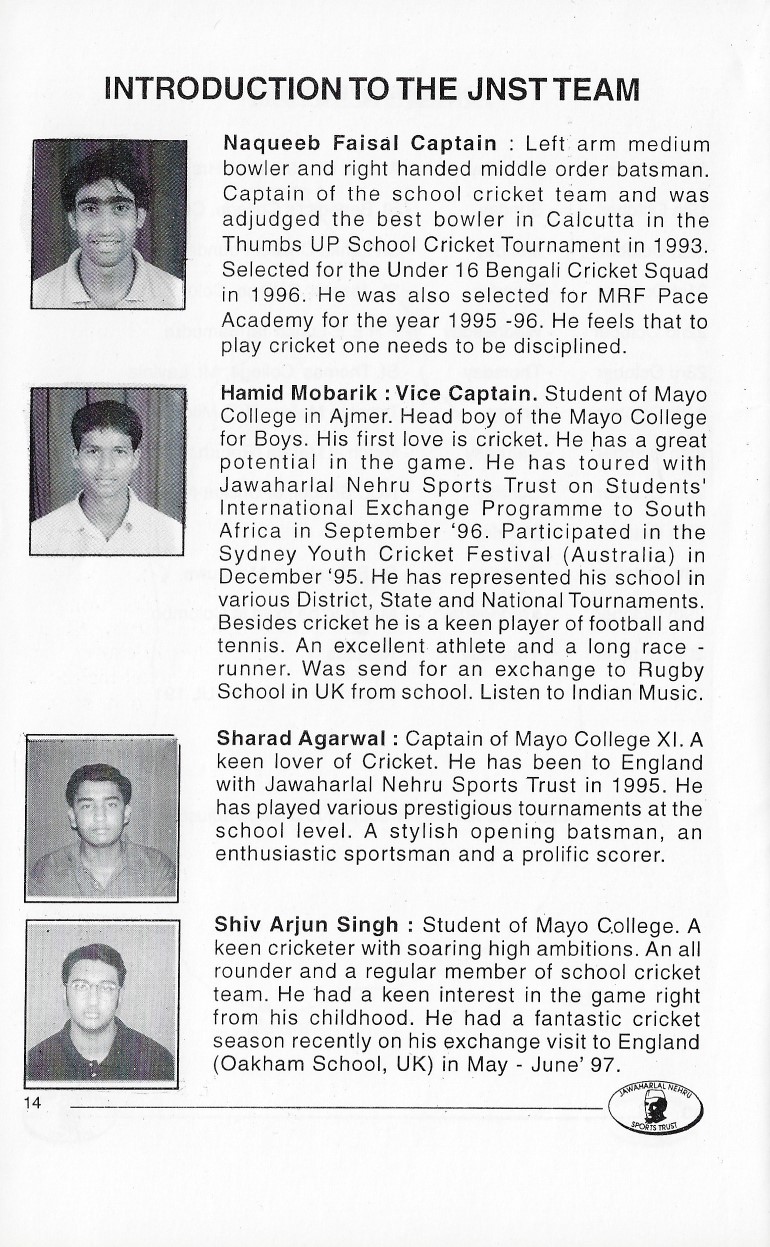 INTRODUCTION TO THE JNST TEAM
Naqueeb Faisal Captain : Left arm medium
bowler and right handed middle order batsman.
Captain of the school cricket team and was
adjudged the best bowler in Calcutta in the
Thumbs UP School Cricket Tournament in 1993.
Selected for the Under 16 Bengali Cricket Squad
in 1996. He was also selected for MRF Pace
Academy for the year 1995 -96. He feels that to
play cricket one needs to be disciplined.
Hamid Mobarik : Vice Captain. Student of Mayo
College in Ajmer. Head boy of the Mayo College
for Boys. His first love is cricket. He has a great
potential in the game. He has toured with
Jawaharlal Nehru Sports Trust on Students'
International Exchange Programme to South
Africa in September ‘96. Participated in the
Sydney Youth Cricket Festival (Australia) in
December ‘95. He has represented his school in
various District, State and National Tournaments.
Besides cricket he is a keen player of football and
tennis. An excellent athlete and a long race -
runner. Was send for an exchange to Rugby
School in UK from school. Listen to Indian Music.
Sharad Agarwal : Captain of Mayo College XI. A
keen lover of Cricket. He has been to England
with Jawaharlal Nehru Sports Trust in 1995. He
has played various prestigious tournaments at the
school level. A stylish opening batsman, an
enthusiastic sportsman and a prolific scorer.
Shiv Arjun Singh : Student of Mayo College. A
keen cricketer with soaring high ambitions. An all
rounder and a regular member of school cricket
team. He had a keen interest in the game right
from his childhood. He had a fantastic cricket
season recently on his exchange visit to England
(Oakham School, UK) in May - June’ 97.
14
JAWAHARLAL NEHRU
SPORTS TRUST